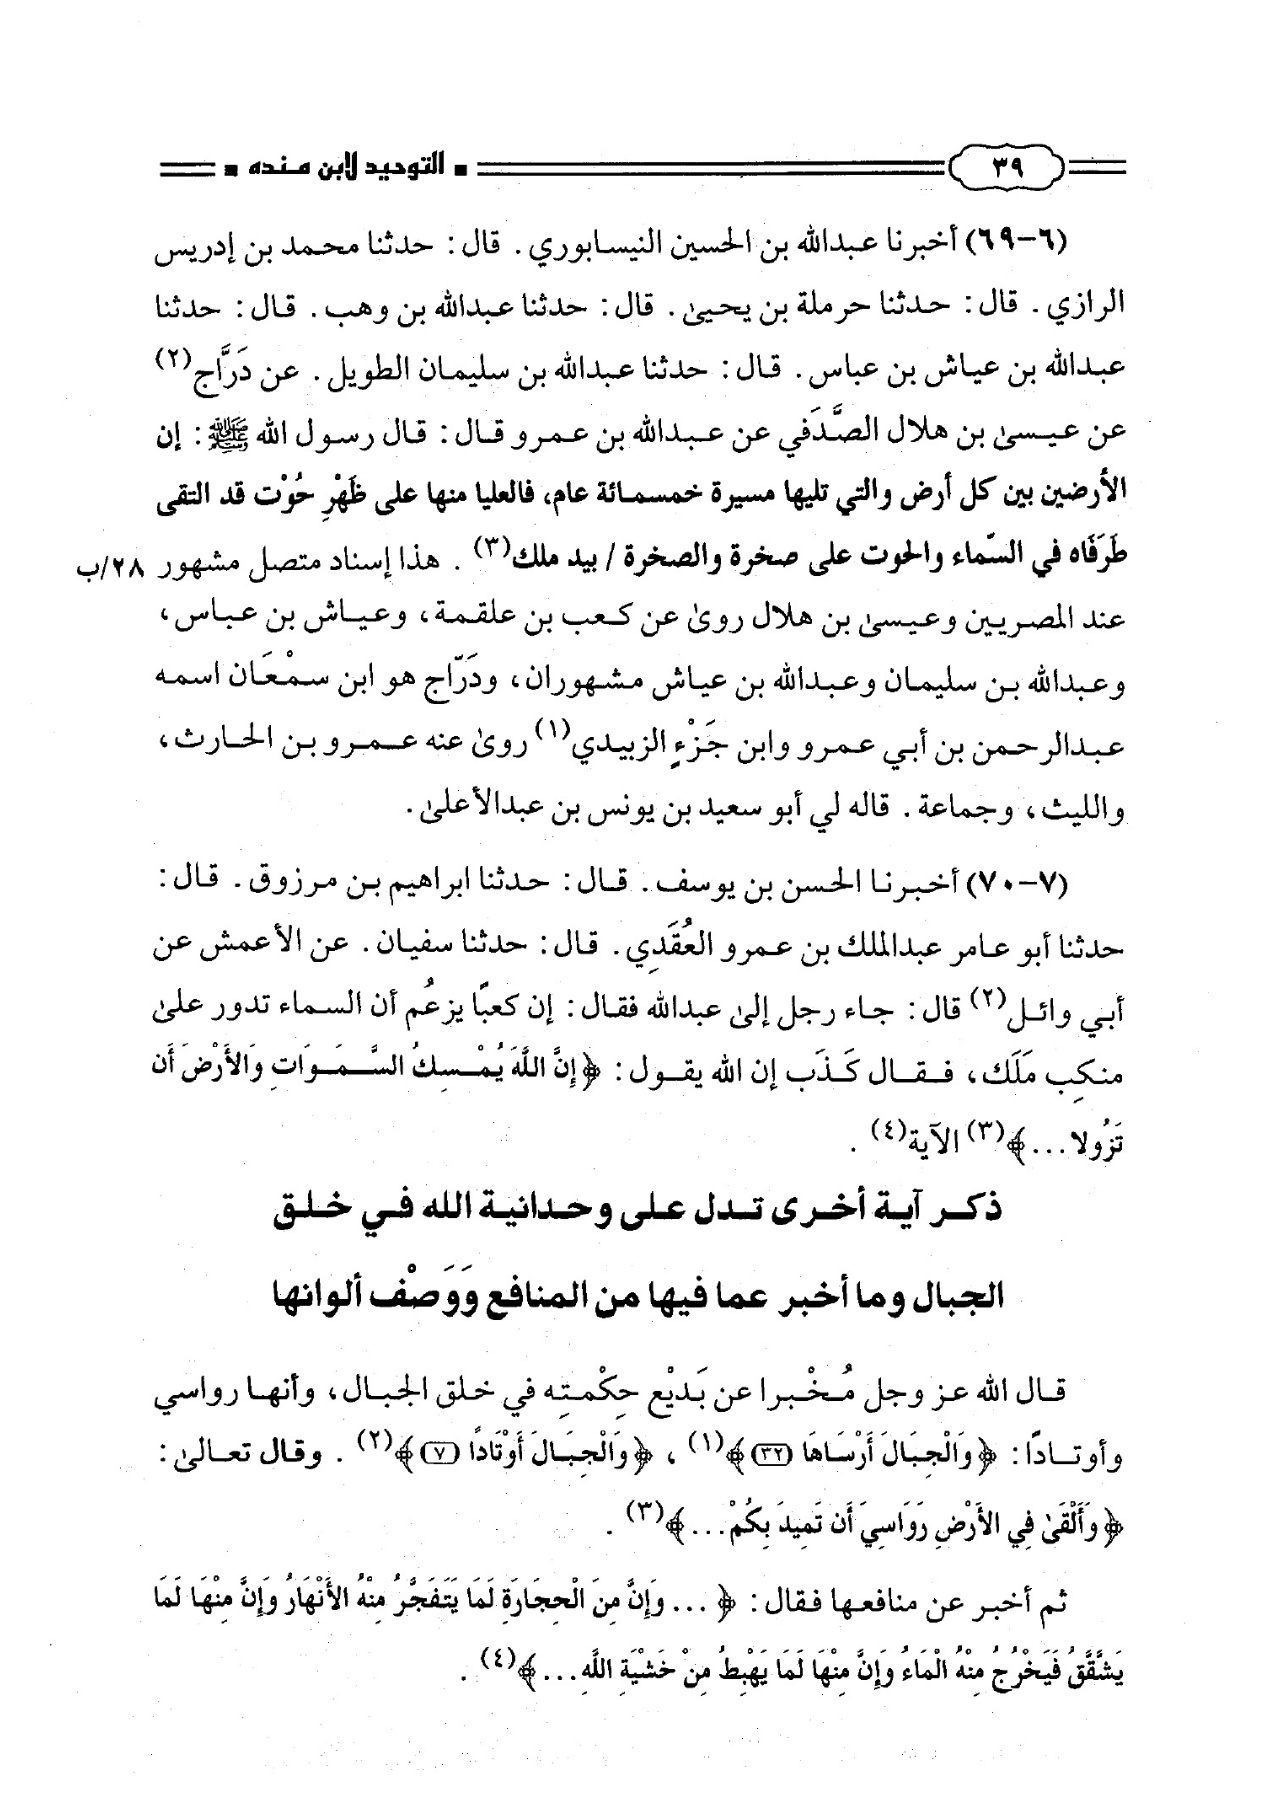 ٣٩ ■ التوحيد لابن منده ■
(٦-٦٩) أخبرنا عبدالله بن الحسين النيسابوري. قال: حدثنا محمد بن إدريس
الرازي. قال: حدثنا حرملة بن يحيىٰ. قال: حدثنا عبدالله بن وهب. قال: حدثنا
عبدالله بن عياش بن عباس. قال: حدثنا عبدالله بن سليمان الطويل. عن دَرَّاج(٢)
عن عيسىٰ بن هلال الصَّدَفي عن عبدالله بن عمرو قال: قال رسول الله ﷺ: إن
الأرضين بين كل أرض والتي تليها مسيرة خمسمائة عام، فالعليا منها على ظَهْرِ حُوْت قد التقى
طَرَفَاه في السَّماء والحوت على صخرة والصخرة / بيد ملك(٣). هذا إسناد متصل مشهور ٢٨/ب
عند المصريين وعيسىٰ بن هلال روىٰ عن كعب بن علقمة، وعياش بن عباس،
وعبدالله بن سليمان وعبدالله بن عياش مشهوران، ودَرّاج هو ابن سمْعَان اسمه
عبدالرحمن بن أبي عمرو وابن جَزْءٍ الزبيدي(١) روىٰ عنه عمرو بن الحارث،
والليث، وجماعة. قاله لي أبو سعيد بن يونس بن عبدالأعلىٰ.
(٧-٧٠) أخبرنا الحسن بن يوسف. قال: حدثنا ابراهيم بن مرزوق. قال:
حدثنا أبو عامر عبدالملك بن عمرو العُقَدِي. قال: حدثنا سفيان. عن الأعمش عن
أبي وائل(٢) قال: جاء رجل إلىٰ عبدالله فقال: إن كعبًا يزعُم أن السماء تدور علىٰ
منكِب مَلَك، فقال كَذَب إن الله يقول: ﴿إِنَّ اللَّهَ يُمْسِكُ السَّمَوَاتِ وَالأَرْضَ أَن
تَزُولا...﴾(٣) الآية(٤).
ذكر آية أخرى تدل على وحدانية الله في خلق
الجبال وما أخبر عما فيها من المنافع وَوَصْف ألوانها
قال الله عز وجل مُخْبرا عن بَدِيْع حِكْمتِه في خلق الجبال، وأنها رواسي
وأوتادًا: ﴿وَالْجِبَالَ أَرْسَاهَا (٣٢)﴾(١)، ﴿وَالْجِبَالَ أَوْتَادًا (٧)﴾(٢). وقال تعالىٰ:
﴿وَأَلْقَىٰ فِي الأَرْضِ رَوَاسِيَ أَن تَمِيدَ بِكُمْ...﴾(٣).
ثم أخبر عن منافعها فقال: ﴿... وَإِنَّ مِنَ الْحِجَارَةِ لَمَا يَتَفَجَّرُ مِنْهُ الأَنْهَارُ وَإِنَّ مِنْهَا لَمَا
يَشَّقَّقُ فَيَخْرُجُ مِنْهُ الْمَاءُ وَإِنَّ مِنْهَا لَمَا يَهْبِطُ مِنْ خَشْيَةِ اللَّهِ...﴾(٤).